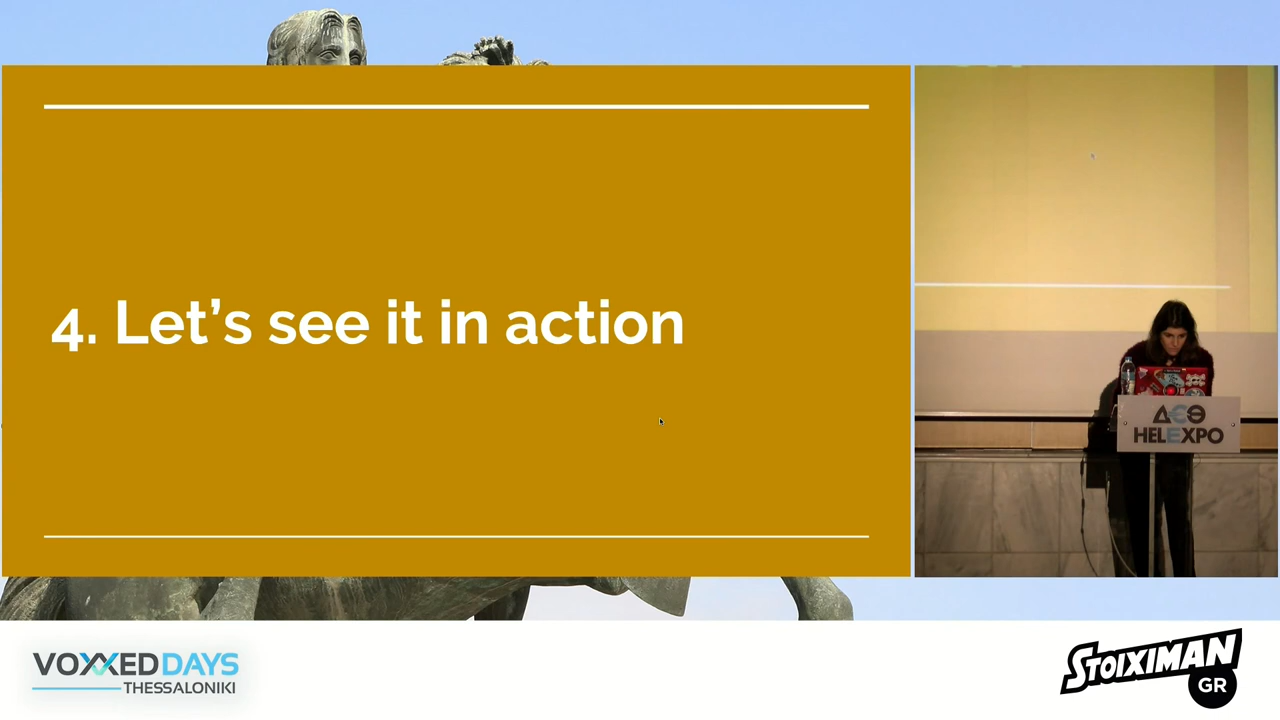 4. Let's see it in action
ΔΕΘ
HELEXPO
VOXXED DAYS
THESSALONIKI
STOIXIMAN
GR